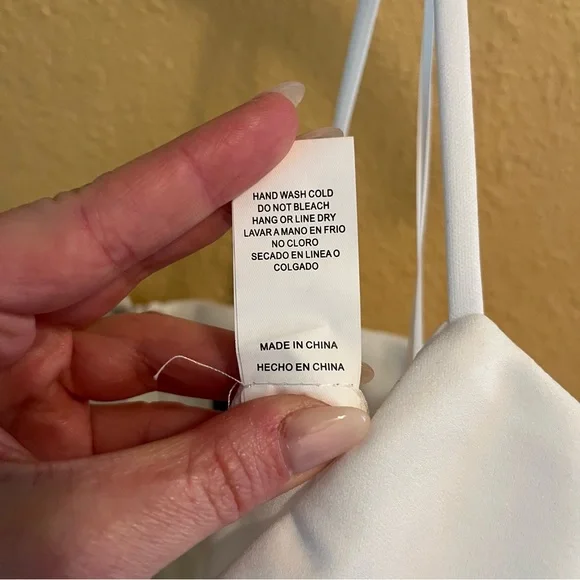 HAND WASH COLD
DO NOT BLEACH
HANG OR LINE DRY
LAVAR A MANO EN FRIO
NO CLORO
SECADO EN LINEA O
COLGADO
MADE IN CHINA
HECHO EN CHINA